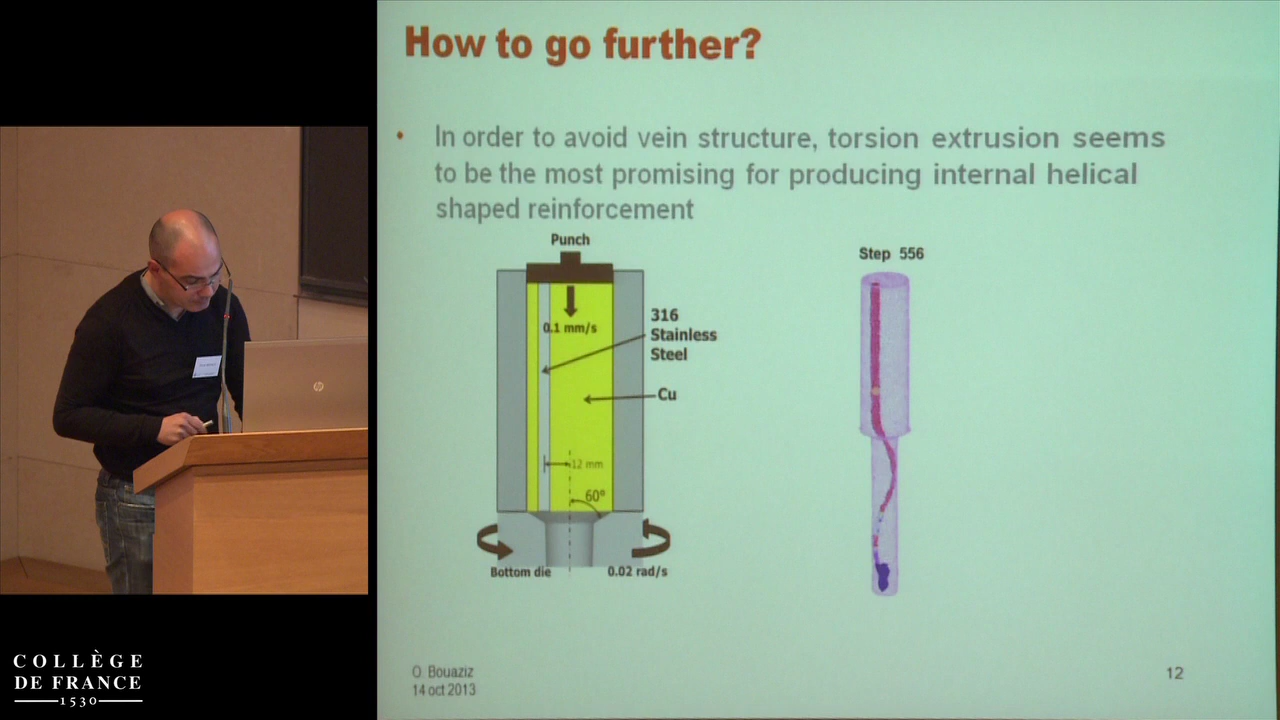 How to go further?
• In order to avoid vein structure, torsion extrusion seems
to be the most promising for producing internal helical
shaped reinforcement
Punch
0.1 mm/s
316
Stainless
Steel
Cu
12 mm
60°
Bottom die
0.02 rad/s
Step 556
O. Bouaziz
14 oct 2013
12
hp
COLLÈGE
DE FRANCE
1530